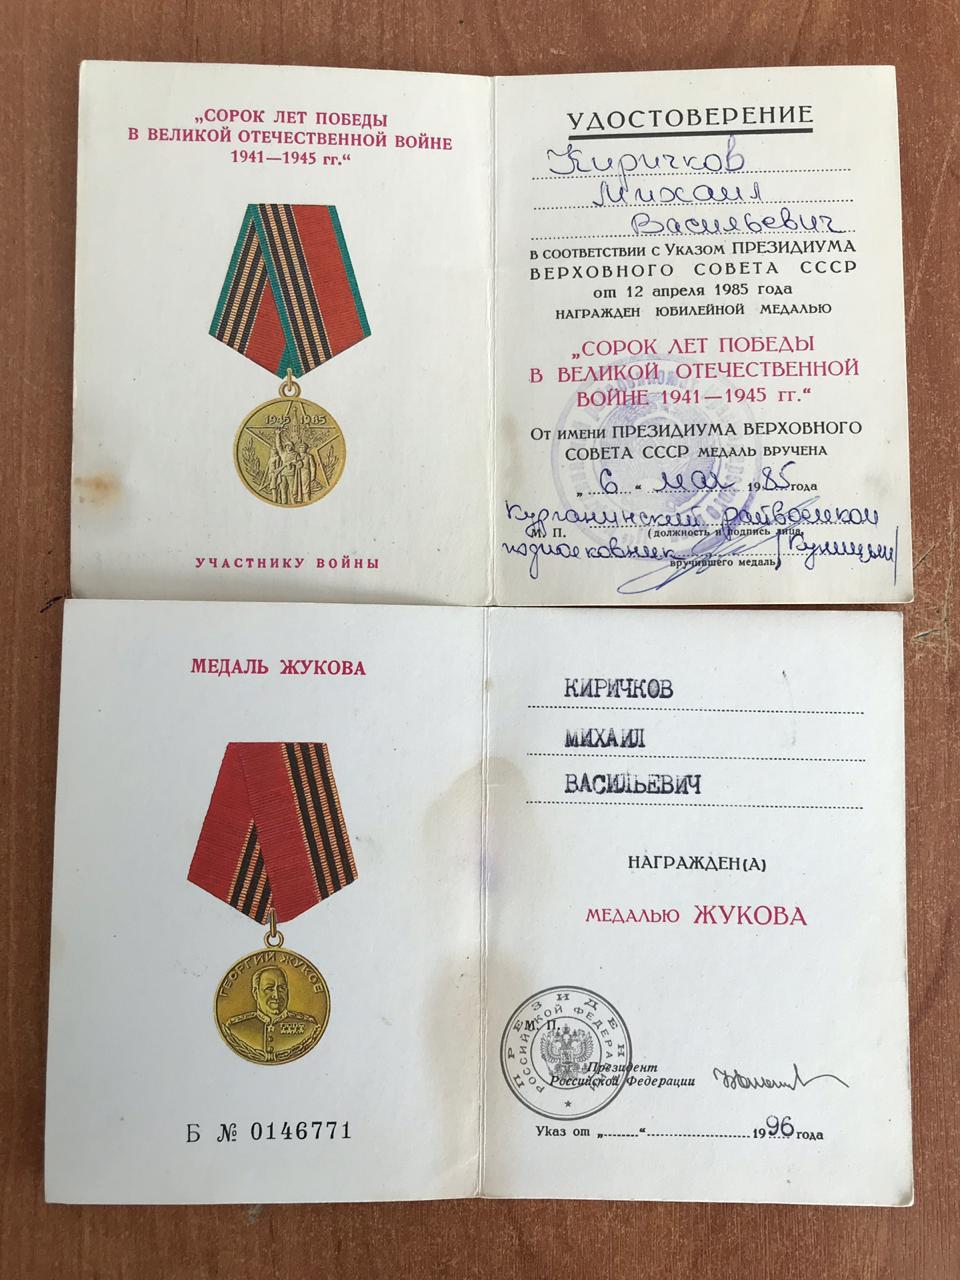 „СОРОК ЛЕТ ПОБЕДЫ
В ВЕЛИКОЙ ОТЕЧЕСТВЕННОЙ ВОЙНЕ
1941—1945 гг.“
1945 1985
УЧАСТНИКУ ВОЙНЫ
УДОСТОВЕРЕНИЕ
Киричков
Михаил
Васильевич
В СООТВЕТСТВИИ С Указом ПРЕЗИДИУМА
ВЕРХОВНОГО СОВЕТА СССР
от 12 апреля 1985 года
НАГРАЖДЕН ЮБИЛЕЙНОЙ МЕДАЛЬЮ
„СОРОК ЛЕТ ПОБЕДЫ
В ВЕЛИКОЙ ОТЕЧЕСТВЕННОЙ
ВОЙНЕ 1941—1945 гг.“
От имени ПРЕЗИДИУМА ВЕРХОВНОГО
СОВЕТА СССР МЕДАЛЬ ВРУЧЕНА
„ 6 “ мая 1985 года
Курганинский райвоенком
М. П. (должность и подпись лица,
подполковник
вручившего медаль)
МЕДАЛЬ ЖУКОВА
ГЕОРГИЙ ЖУКОВ
Б № 0146771
КИРИЧКОВ
МИХАИЛ
ВАСИЛЬЕВИЧ
НАГРАЖДЕН(А)
МЕДАЛЬЮ ЖУКОВА
ПРЕЗИДЕНТ
РОССИЙСКОЙ ФЕДЕРАЦИИ
М. П.
Президент
Российской Федерации
Указ от „ “ 1996 года